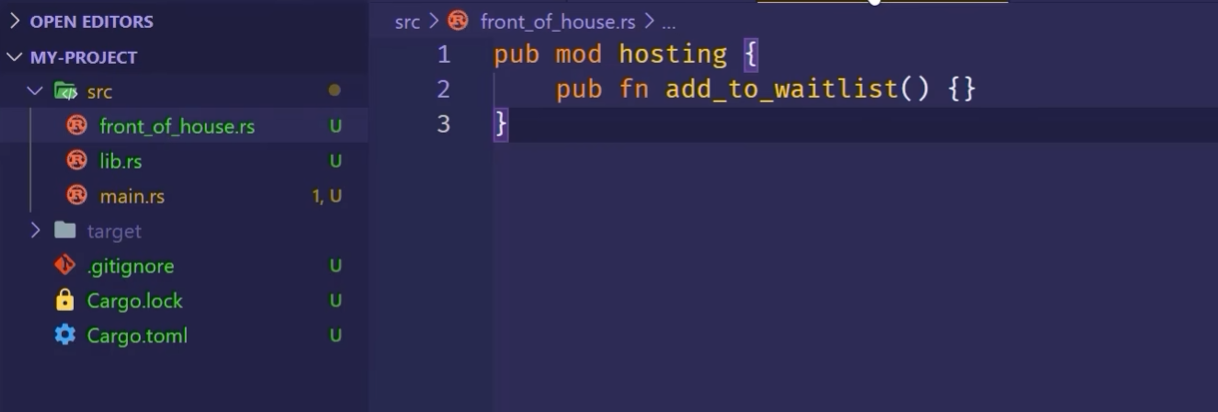 OPEN EDITORS
MY-PROJECT
src
front_of_house.rs U
lib.rs U
main.rs 1, U
target
.gitignore U
Cargo.lock U
Cargo.toml U
src > front_of_house.rs > ...
1 pub mod hosting {
2     pub fn add_to_waitlist() {}
3 }